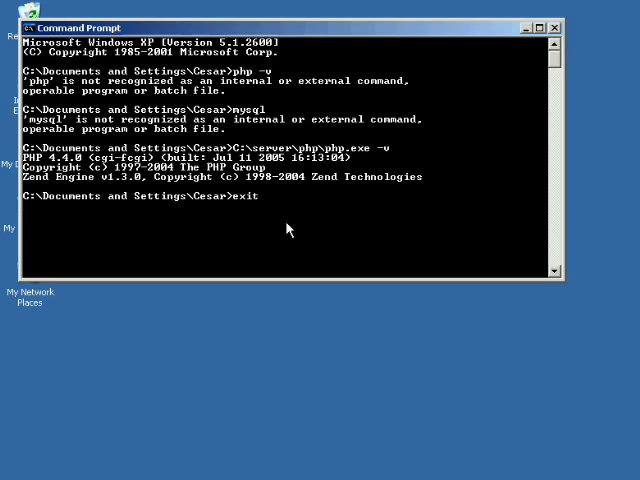 Command Prompt
Microsoft Windows XP [Version 5.1.2600]
(C) Copyright 1985-2001 Microsoft Corp.
C:\Documents and Settings\Cesar>php -v
'php' is not recognized as an internal or external command,
operable program or batch file.
C:\Documents and Settings\Cesar>mysql
'mysql' is not recognized as an internal or external command,
operable program or batch file.
C:\Documents and Settings\Cesar>C:\server\php\php.exe -v
PHP 4.4.0 (cgi-fcgi) (built: Jul 11 2005 16:13:04)
Copyright (c) 1997-2004 The PHP Group
Zend Engine v1.3.0, Copyright (c) 1998-2004 Zend Technologies
C:\Documents and Settings\Cesar>exit
My
My
My Network
Places